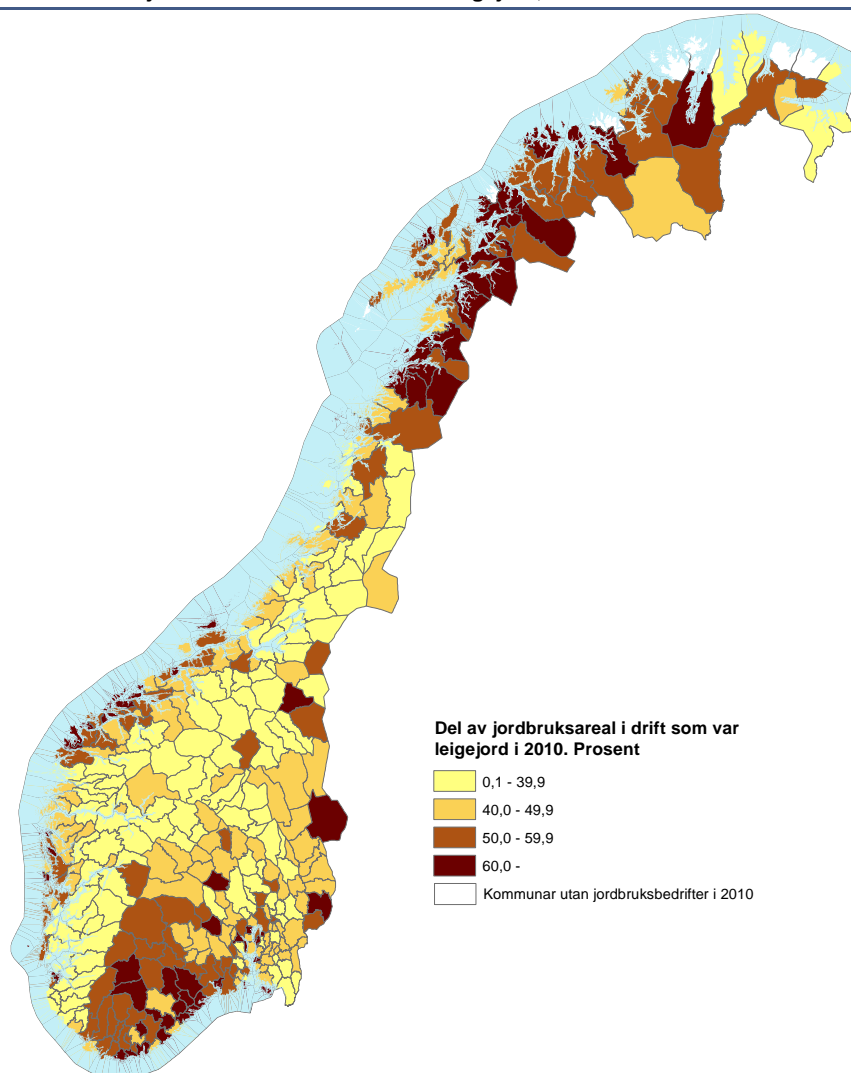 Del av jordbruksareal i drift som var
leigejord i 2010. Prosent
0,1 - 39,9
40,0 - 49,9
50,0 - 59,9
60,0 -
Kommunar utan jordbruksbedrifter i 2010